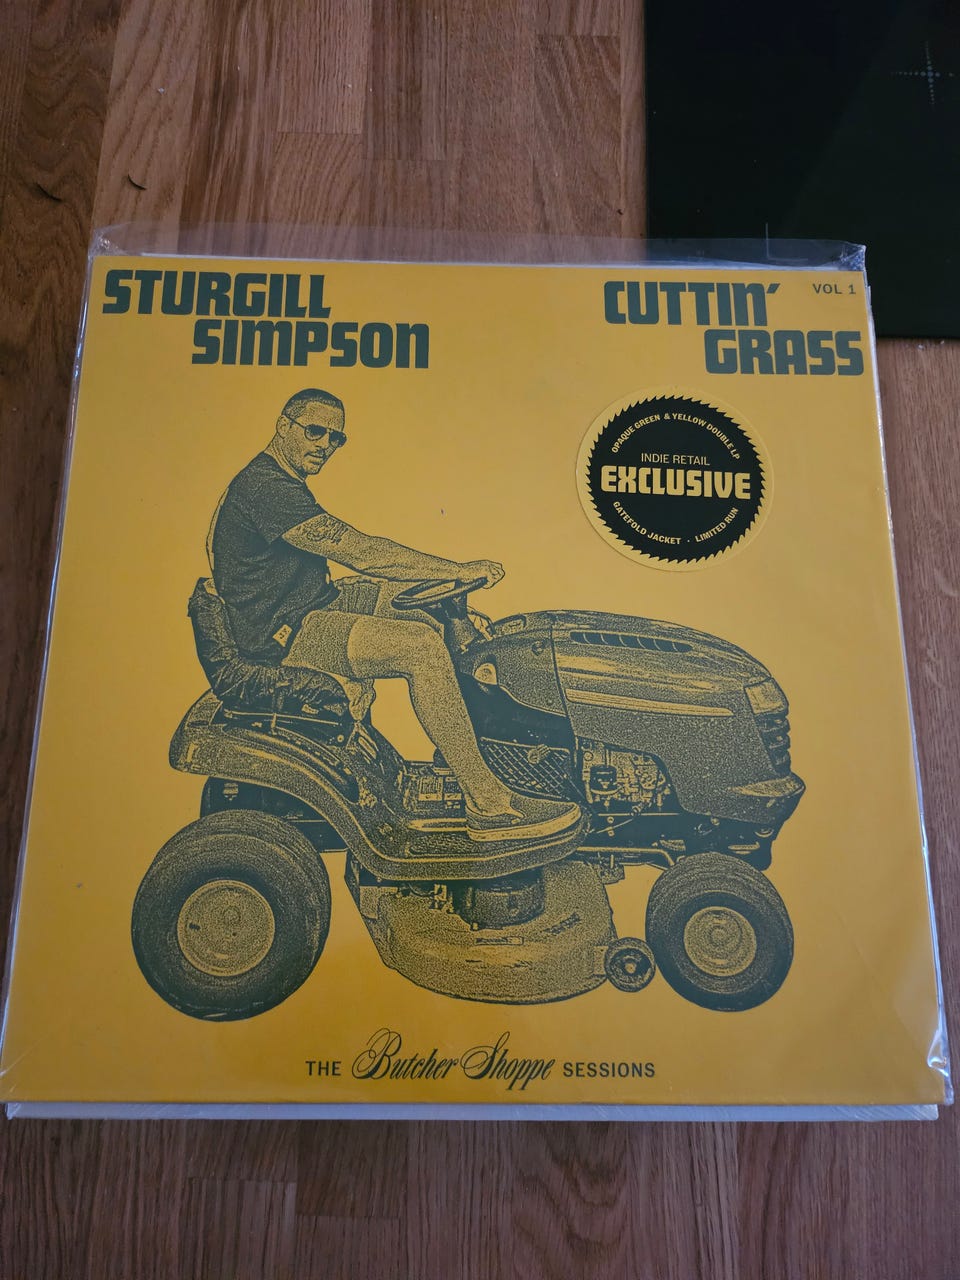 STURGILL
SIMPSON
CUTTIN'
GRASS
VOL 1
OPAQUE GREEN & YELLOW DOUBLE LP
INDIE RETAIL
EXCLUSIVE
GATEFOLD JACKET · LIMITED RUN
THE Butcher Shoppe SESSIONS